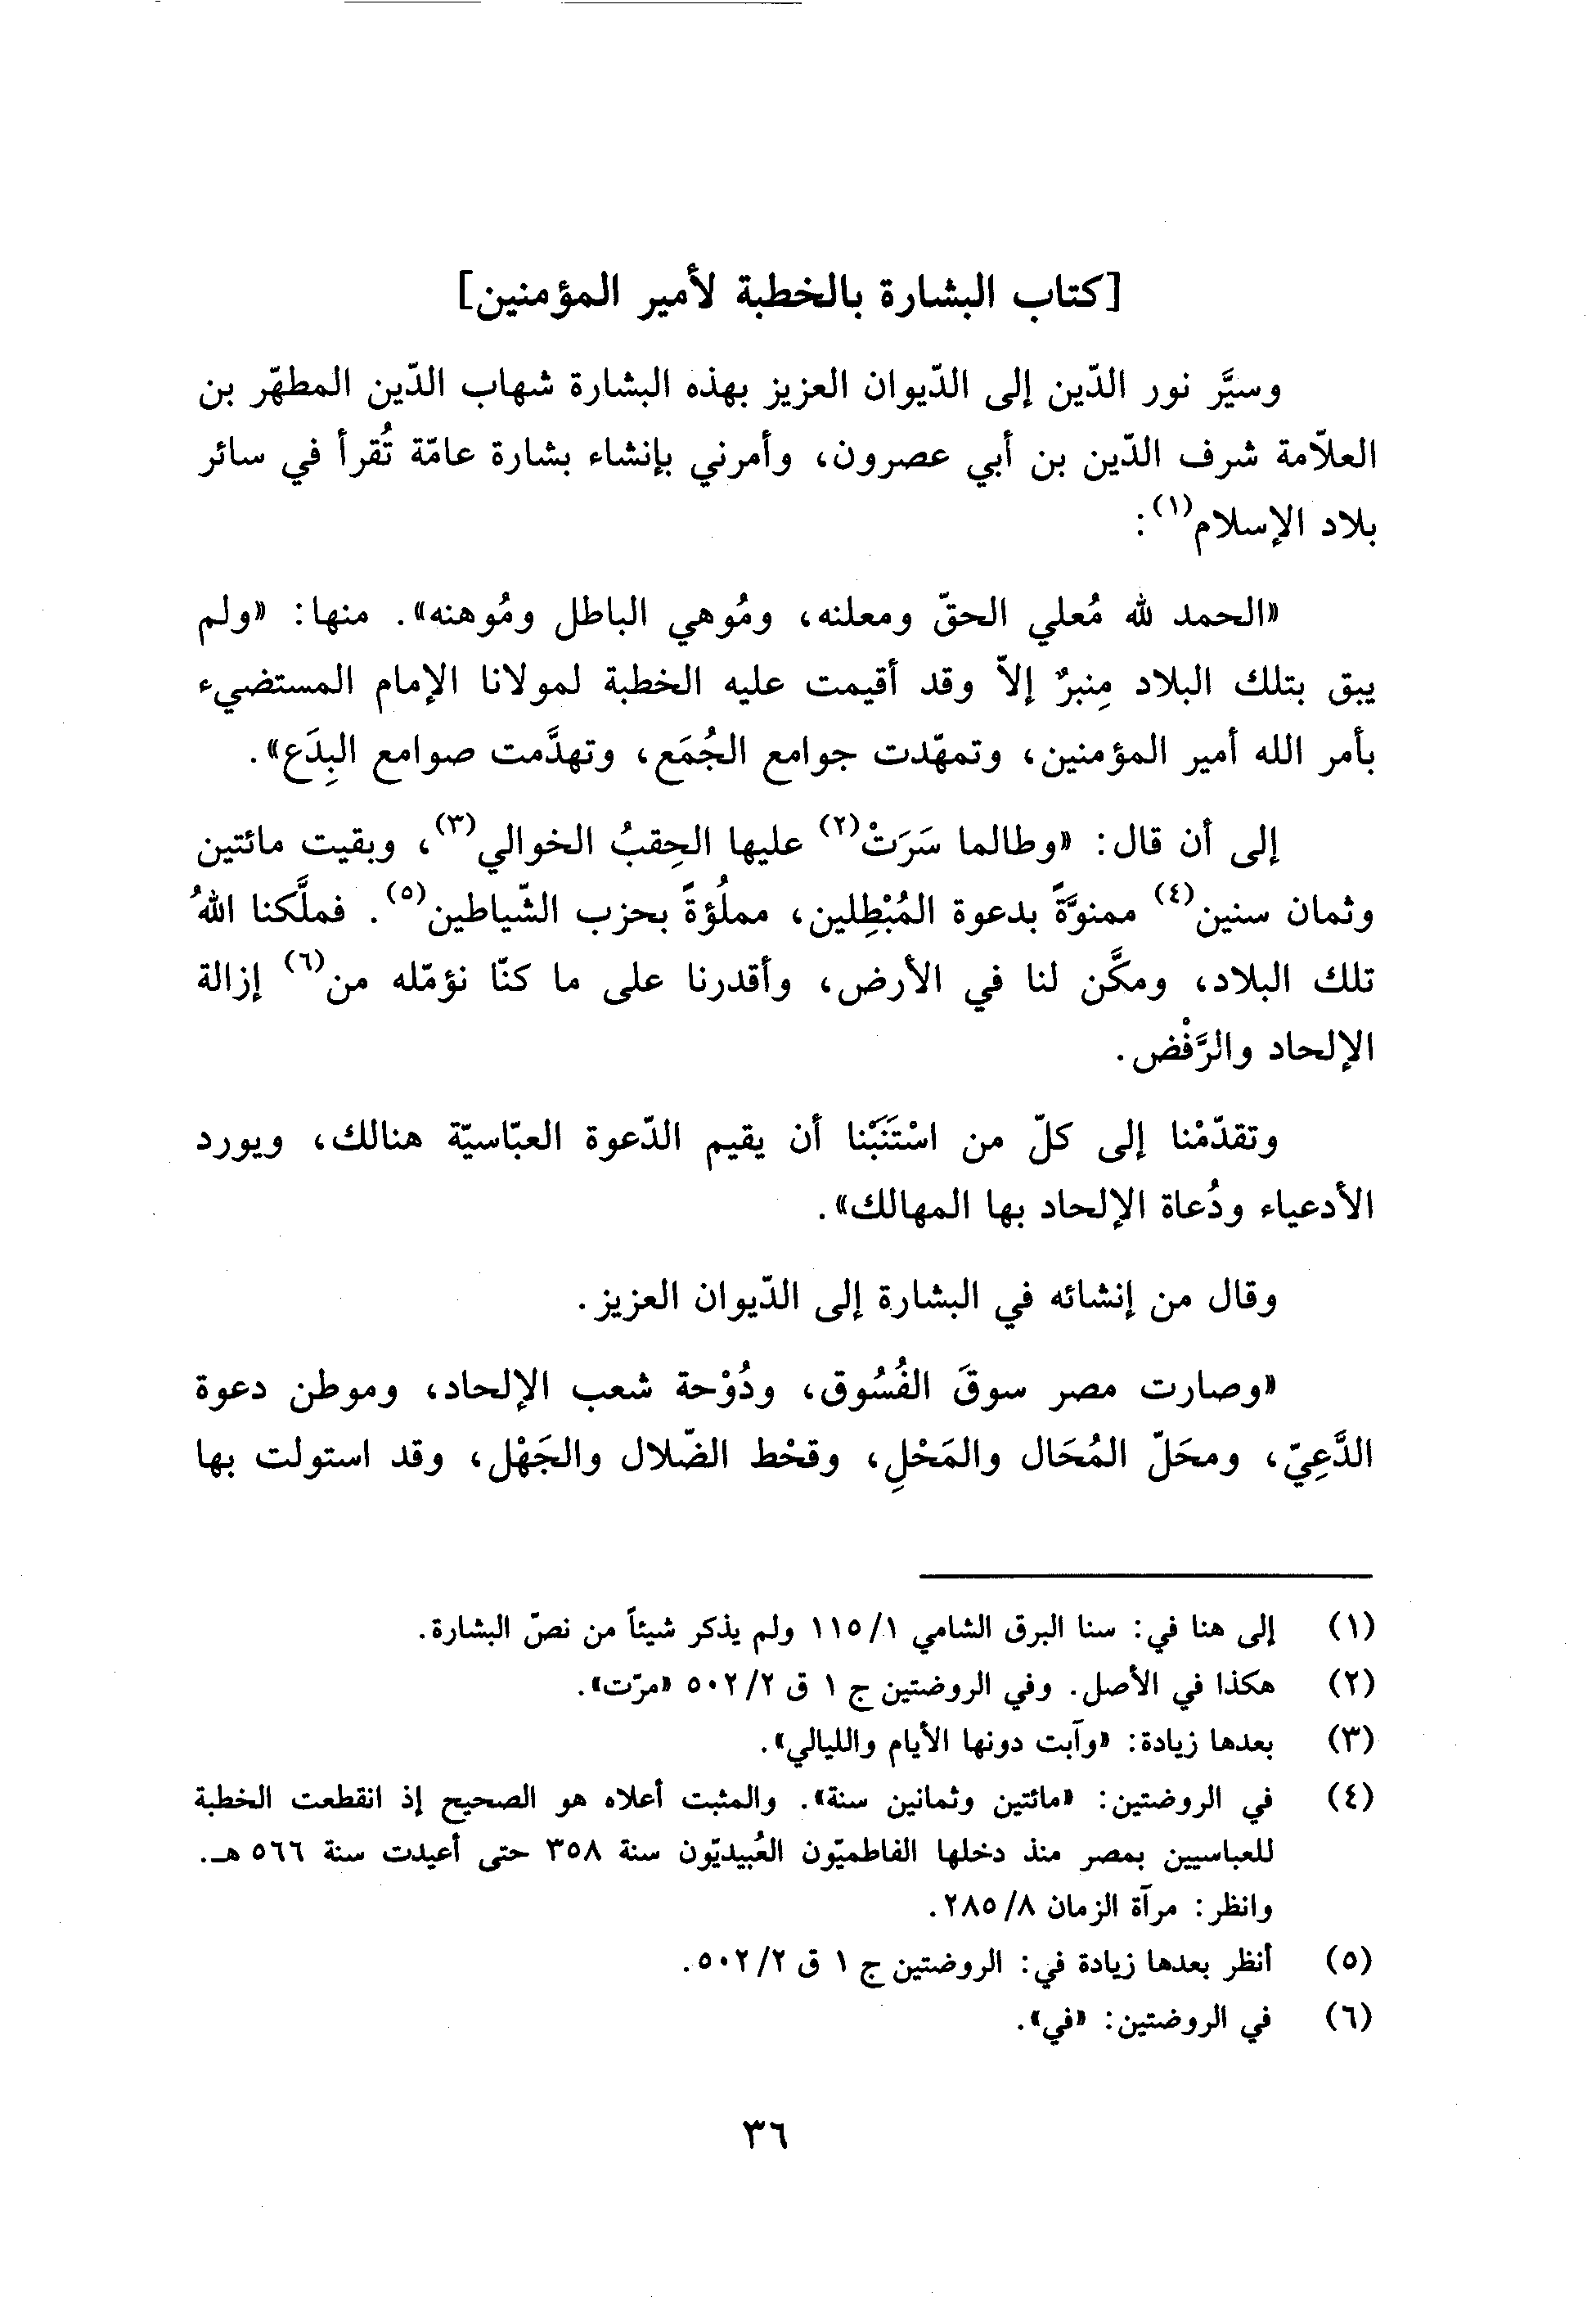 [كتاب البشارة بالخطبة لأمير المؤمنين]
وسيَّر نور الدّين إلى الدّيوان العزيز بهذه البشارة شهاب الدّين المطهّر بن
العلاّمة شرف الدّين بن أبي عصرون، وأمرني بإنشاء بشارة عامّة تُقرأ في سائر
بلاد الإسلام(١):
«الحمد لله مُعلي الحقّ ومعلنه، ومُوهي الباطل ومُوهنه». منها: «ولم
يبق بتلك البلاد مِنبرٌ إلاّ وقد أقيمت عليه الخطبة لمولانا الإمام المستضيء
بأمر الله أمير المؤمنين، وتمهّدت جوامع الجُمَع، وتهدَّمت صوامع البِدَع».
إلى أن قال: «وطالما سَرَتْ(٢) عليها الحِقبُ الخوالي(٣)، وبقيت مائتين
وثمان سنين(٤) ممنوَّةً بدعوة المُبْطِلين، مملُؤةً بحزب الشّياطين(٥). فملَّكنا اللهُ
تلك البلاد، ومكَّن لنا في الأرض، وأقدرنا على ما كنّا نؤمّله من(٦) إزالة
الإلحاد والرَّفْض.
وتقدّمْنا إلى كلّ من اسْتَنَبْنا أن يقيم الدّعوة العبّاسيّة هنالك، ويورد
الأدعياء ودُعاة الإلحاد بها المهالك».
وقال من إنشائه في البشارة إلى الدّيوان العزيز.
«وصارت مصر سوقَ الفُسُوق، ودُوْحة شعب الإلحاد، وموطن دعوة
الدَّعِيّ، ومحَلّ المُحَال والمَحْلِ، وقحْط الضّلال والجَهْل، وقد استولت بها
(١) إلى هنا في: سنا البرق الشامي ١/ ١١٥ ولم يذكر شيئاً من نصّ البشارة.
(٢) هكذا في الأصل. وفي الروضتين ج ١ ق ٢/ ٥٠٢ «مرّت».
(٣) بعدها زيادة: «وآبت دونها الأيام والليالي».
(٤) في الروضتين: «مائتين وثمانين سنة». والمثبت أعلاه هو الصحيح إذ انقطعت الخطبة
للعباسيين بمصر منذ دخلها الفاطميّون العُبيديّون سنة ٣٥٨ حتى أعيدت سنة ٥٦٦ هـ.
وانظر: مرآة الزمان ٨/ ٢٨٥.
(٥) أنظر بعدها زيادة في: الروضتين ج ١ ق ٢/ ٥٠٢.
(٦) في الروضتين: «في».
٣٦